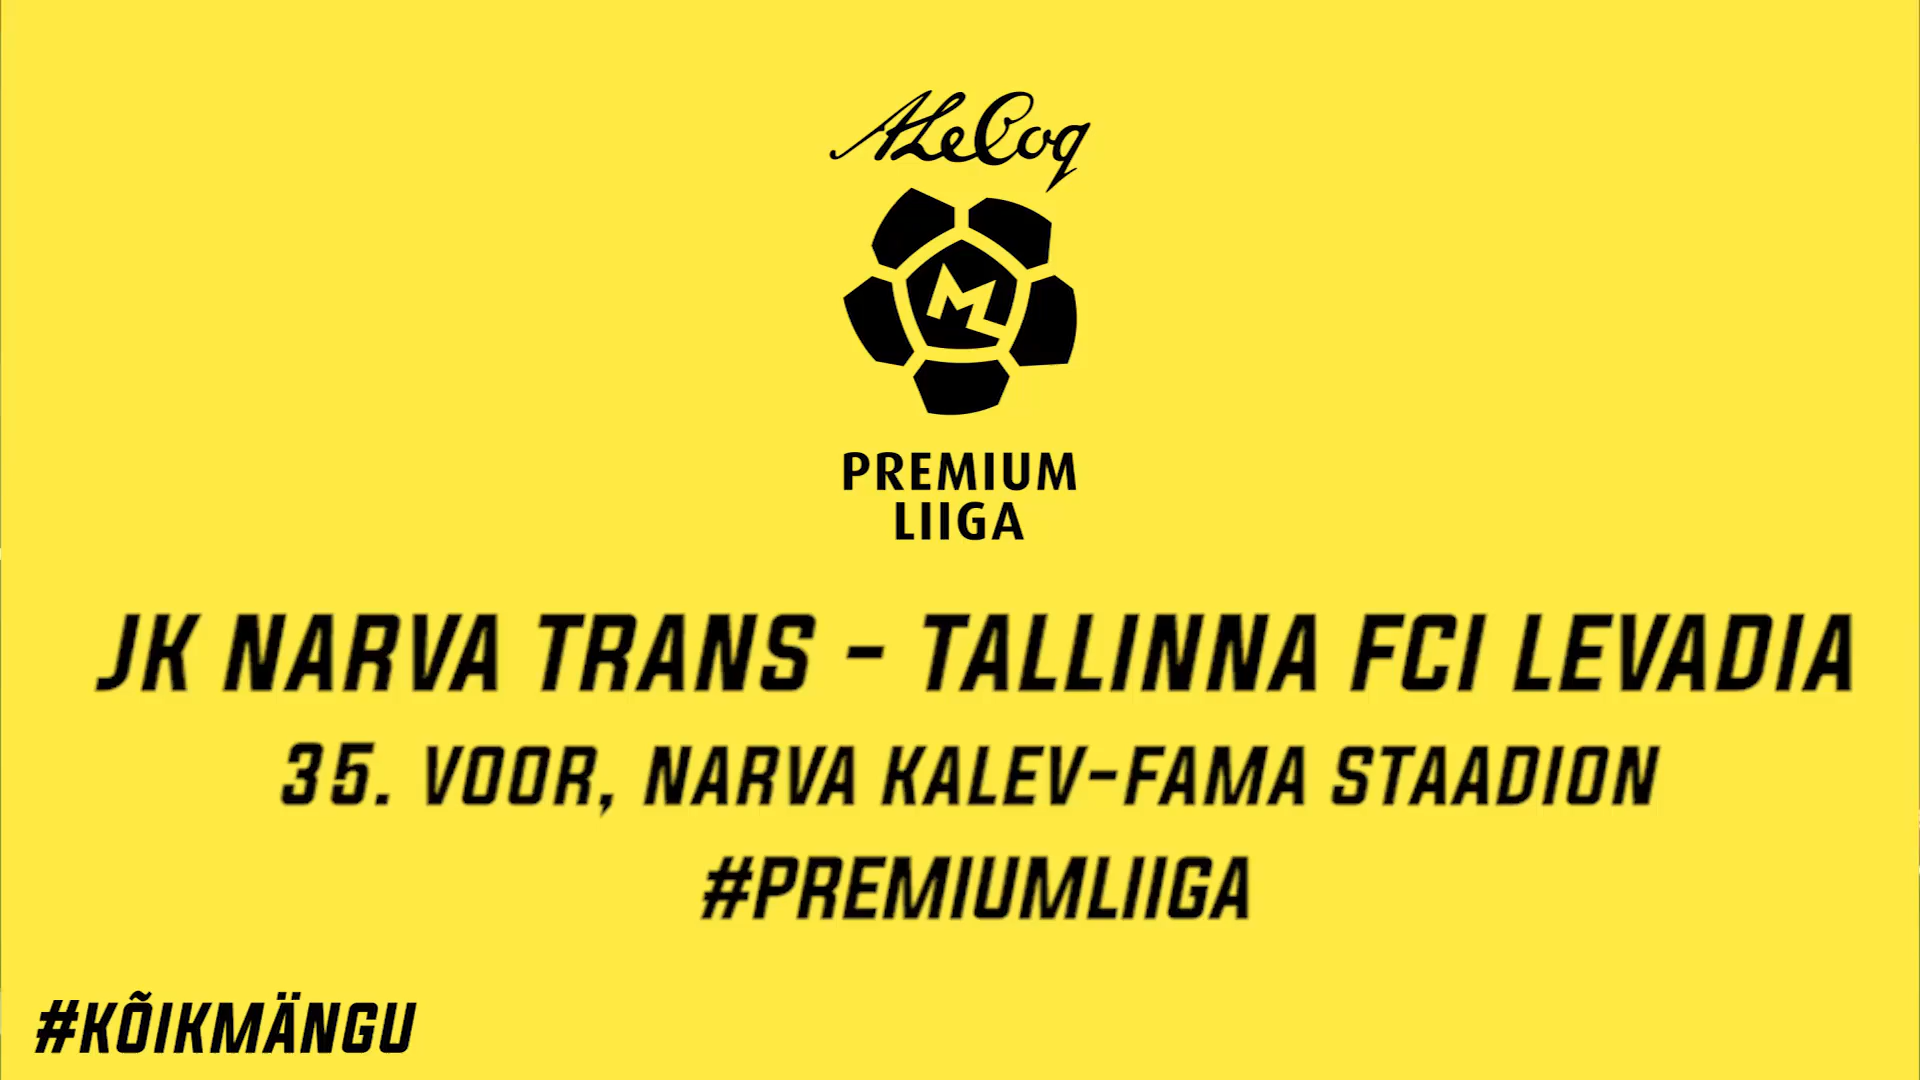 A. Le Coq
PREMIUM
LIIGA
JK NARVA TRANS - TALLINNA FCI LEVADIA
35. VOOR, NARVA KALEV-FAMA STAADION
#PREMIUMLIIGA
#KÕIKMÄNGU